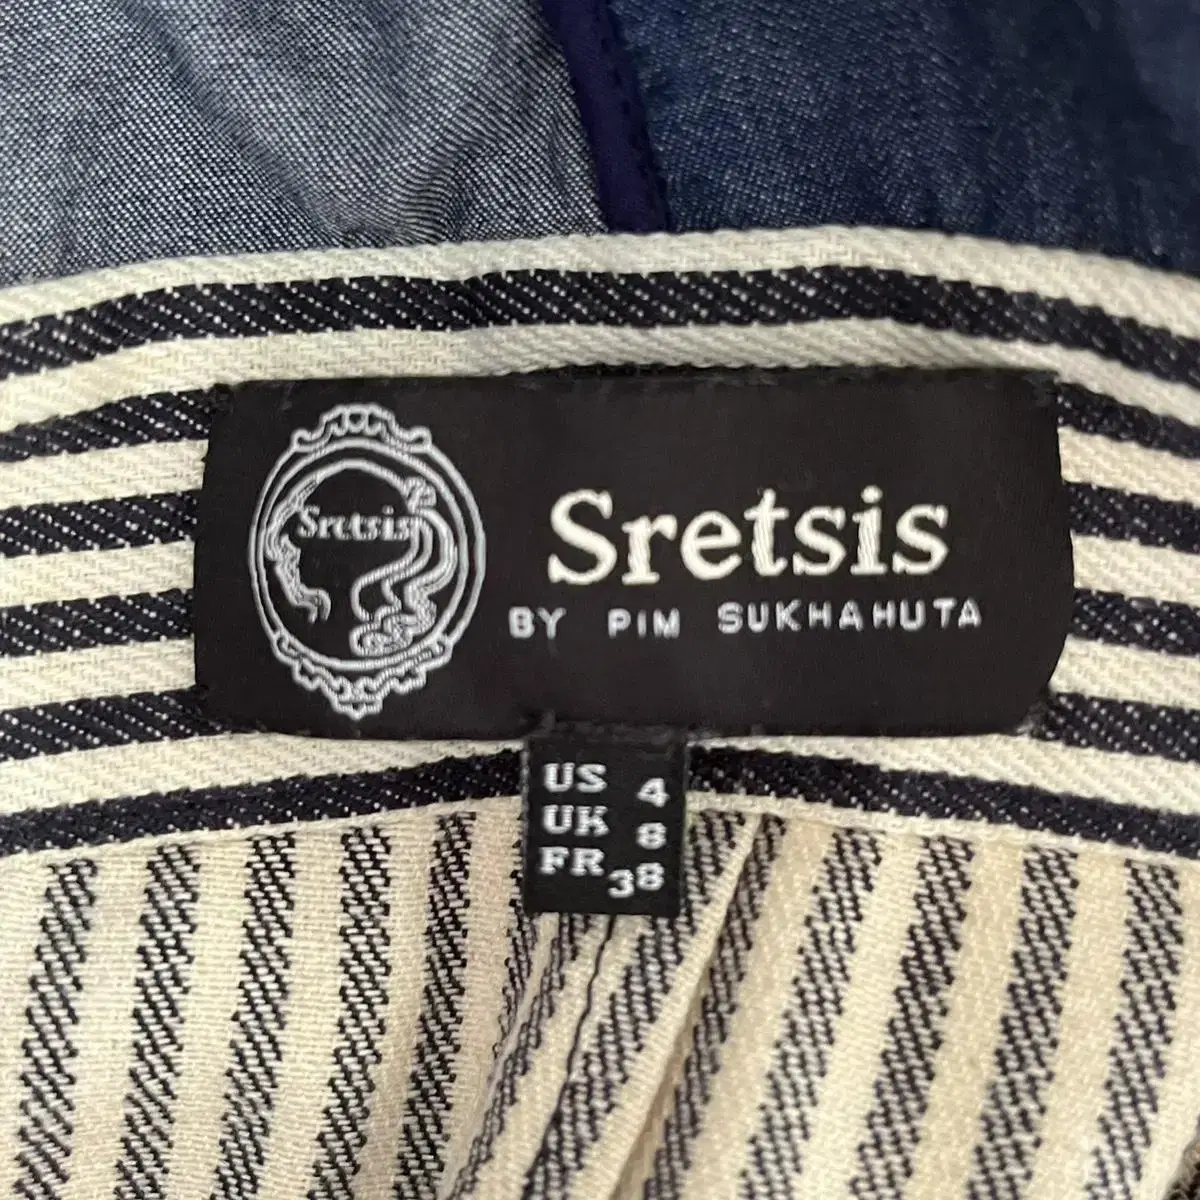 Sretsis
Sretsis
BY PIM SUKHAHUTA
US 4
UK 8
FR 38